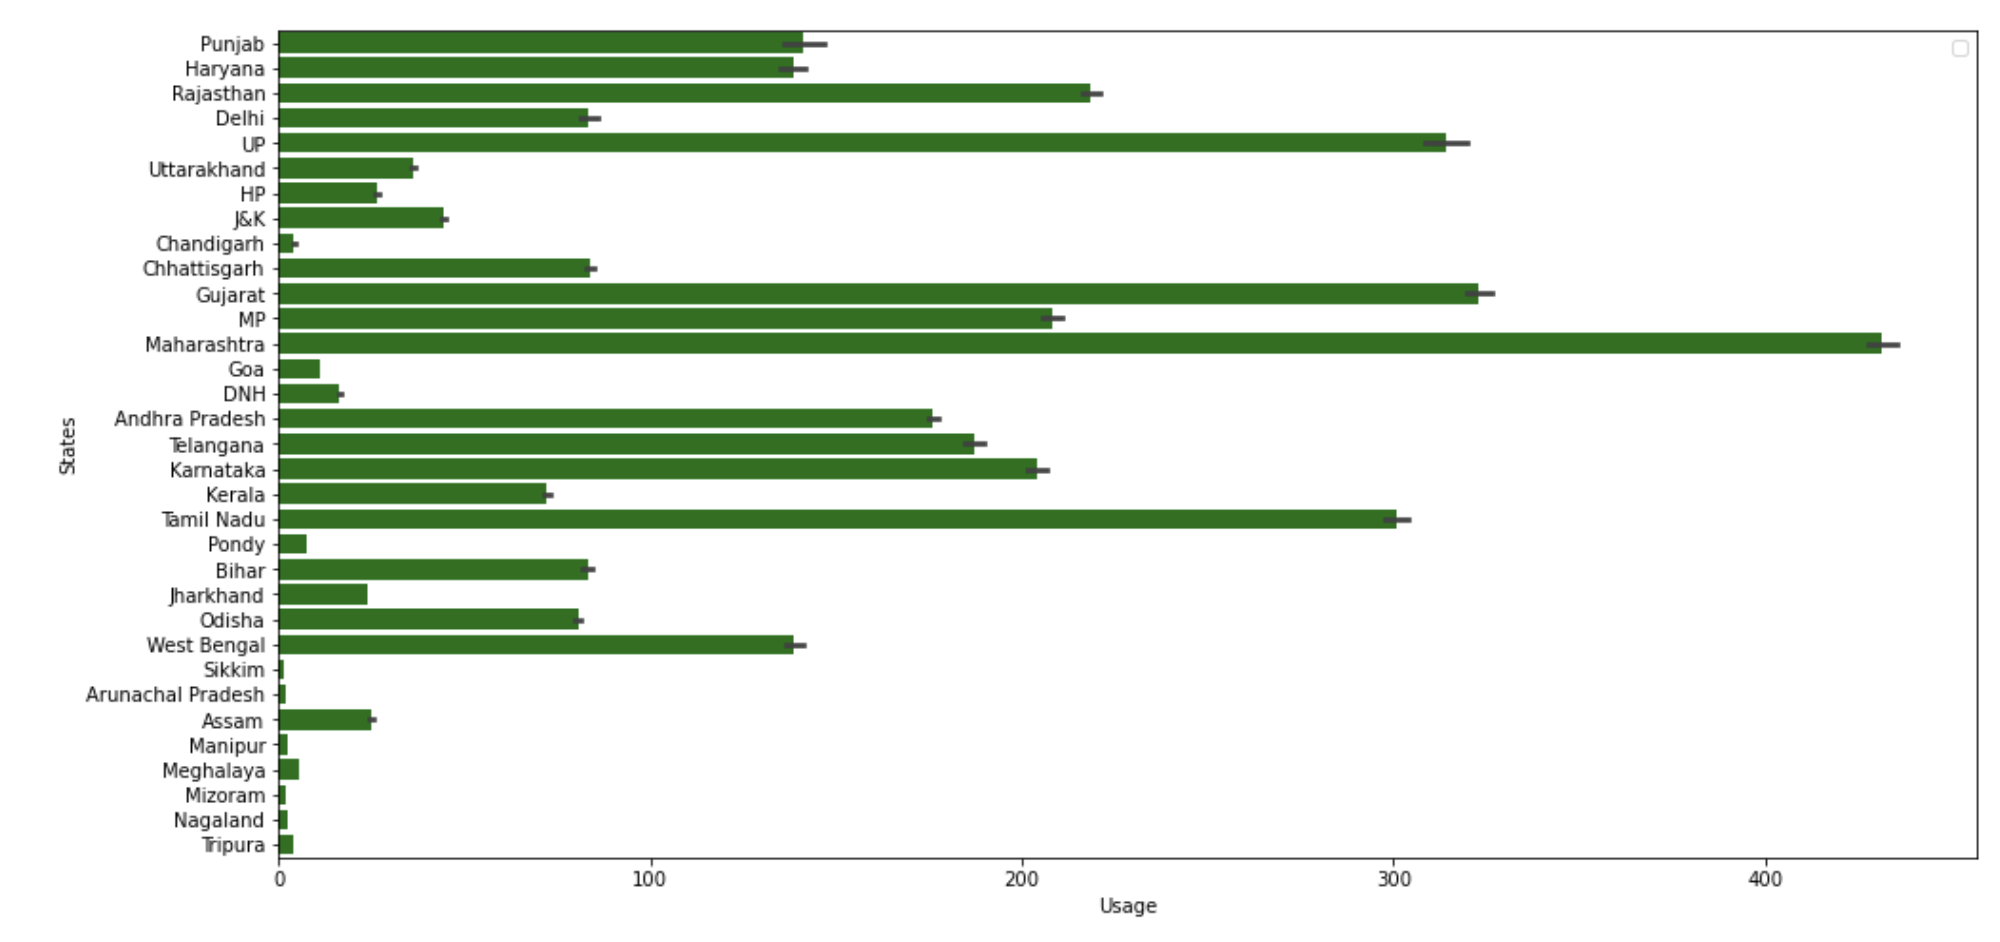 Punjab
Haryana
Rajasthan
Delhi
UP
Uttarakhand
HP
J&K
Chandigarh
Chhattisgarh
Gujarat
MP
Maharashtra
Goa
DNH
Andhra Pradesh
Telangana
Karnataka
Kerala
Tamil Nadu
Pondy
Bihar
Jharkhand
Odisha
West Bengal
Sikkim
Arunachal Pradesh
Assam
Manipur
Meghalaya
Mizoram
Nagaland
Tripura
States
0 100 200 300 400
Usage